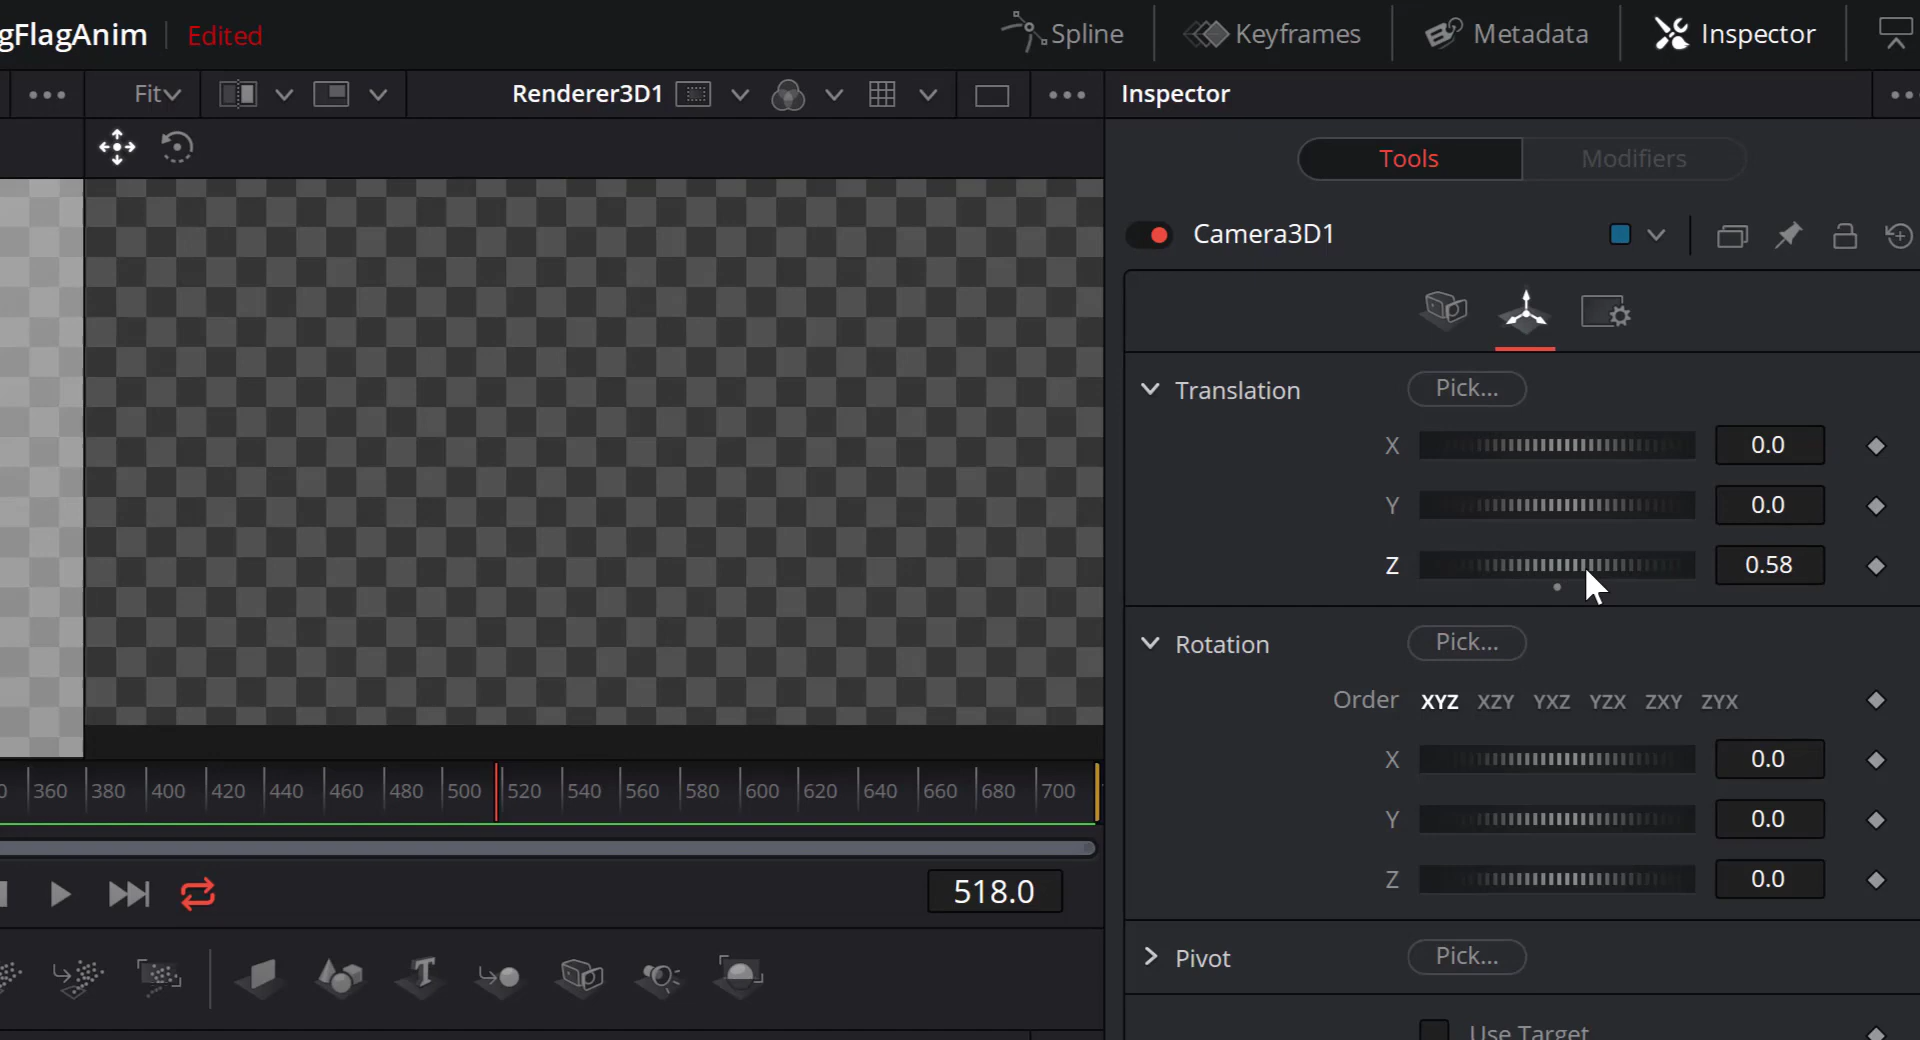 gFlagAnim Edited Spline Keyframes Metadata Inspector
Fit Renderer3D1 Inspector
Tools Modifiers
Camera3D1
Translation Pick...
X 0.0
Y 0.0
Z 0.58
Rotation Pick...
Order XYZ XZY YXZ YZX ZXY ZYX
X 0.0
Y 0.0
Z 0.0
360 380 400 420 440 460 480 500 520 540 560 580 600 620 640 660 680 700
518.0
Pivot Pick...
Use Target